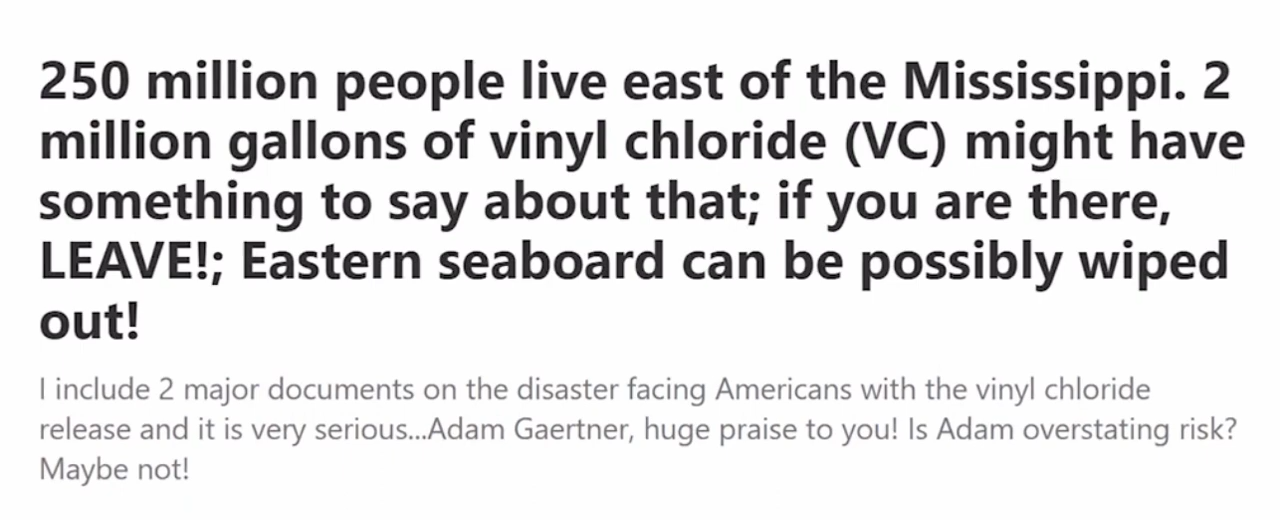 250 million people live east of the Mississippi. 2
million gallons of vinyl chloride (VC) might have
something to say about that; if you are there,
LEAVE!; Eastern seaboard can be possibly wiped
out!
I include 2 major documents on the disaster facing Americans with the vinyl chloride
release and it is very serious...Adam Gaertner, huge praise to you! Is Adam overstating risk?
Maybe not!